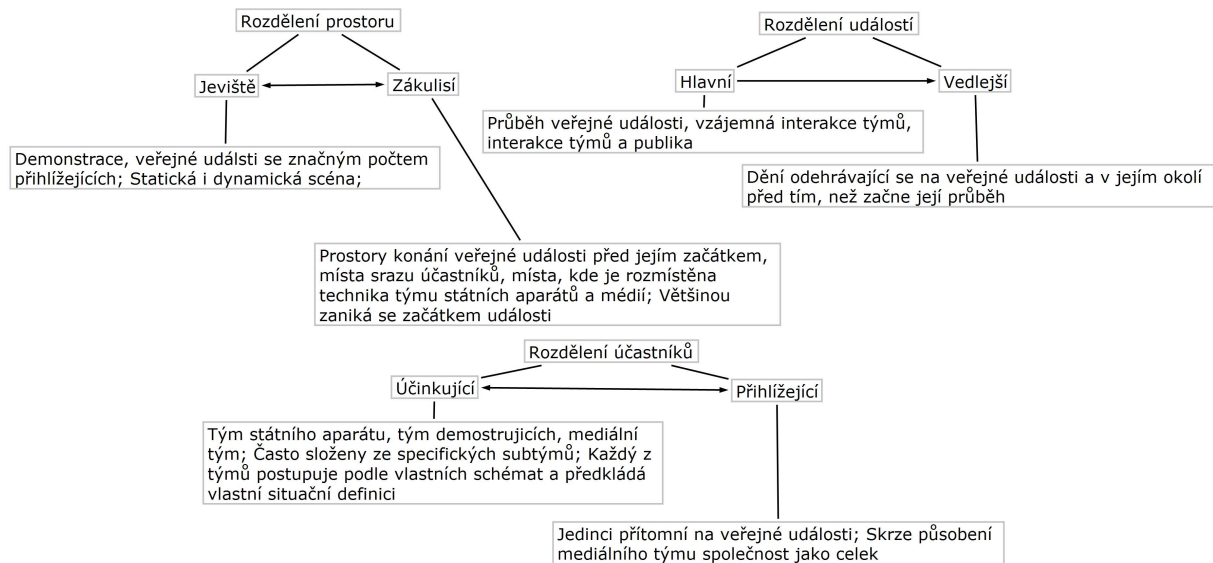 Rozdělení prostoru
Jeviště
Zákulisí
Demonstrace, veřejné událsti se značným počtem
přihlížejících; Statická i dynamická scéna;
Prostory konání veřejné události před jejím začátkem,
místa srazu účastníků, místa, kde je rozmístěna
technika týmu státních aparátů a médií; Většinou
zaniká se začátkem události
Rozdělení událostí
Hlavní
Vedlejší
Průběh veřejné události, vzájemná interakce týmů,
interakce týmů a publika
Dění odehrávající se na veřejné události a v jejím okolí
před tím, než začne její průběh
Rozdělení účastníků
Účinkující
Přihlížející
Tým státního aparátu, tým demostrujicích, mediální
tým; Často složeny ze specifických subtýmů; Každý z
týmů postupuje podle vlastních schémat a předkládá
vlastní situační definici
Jedinci přítomní na veřejné události; Skrze působení
mediálního týmu společnost jako celek